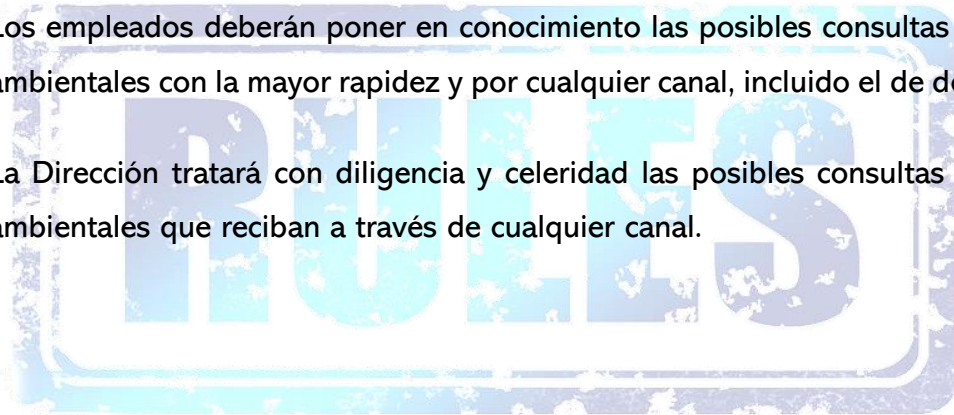 Los empleados deberán poner en conocimiento las posibles consultas
ambientales con la mayor rapidez y por cualquier canal, incluido el de
La Dirección tratará con diligencia y celeridad las posibles consultas
ambientales que reciban a través de cualquier canal.
RULES